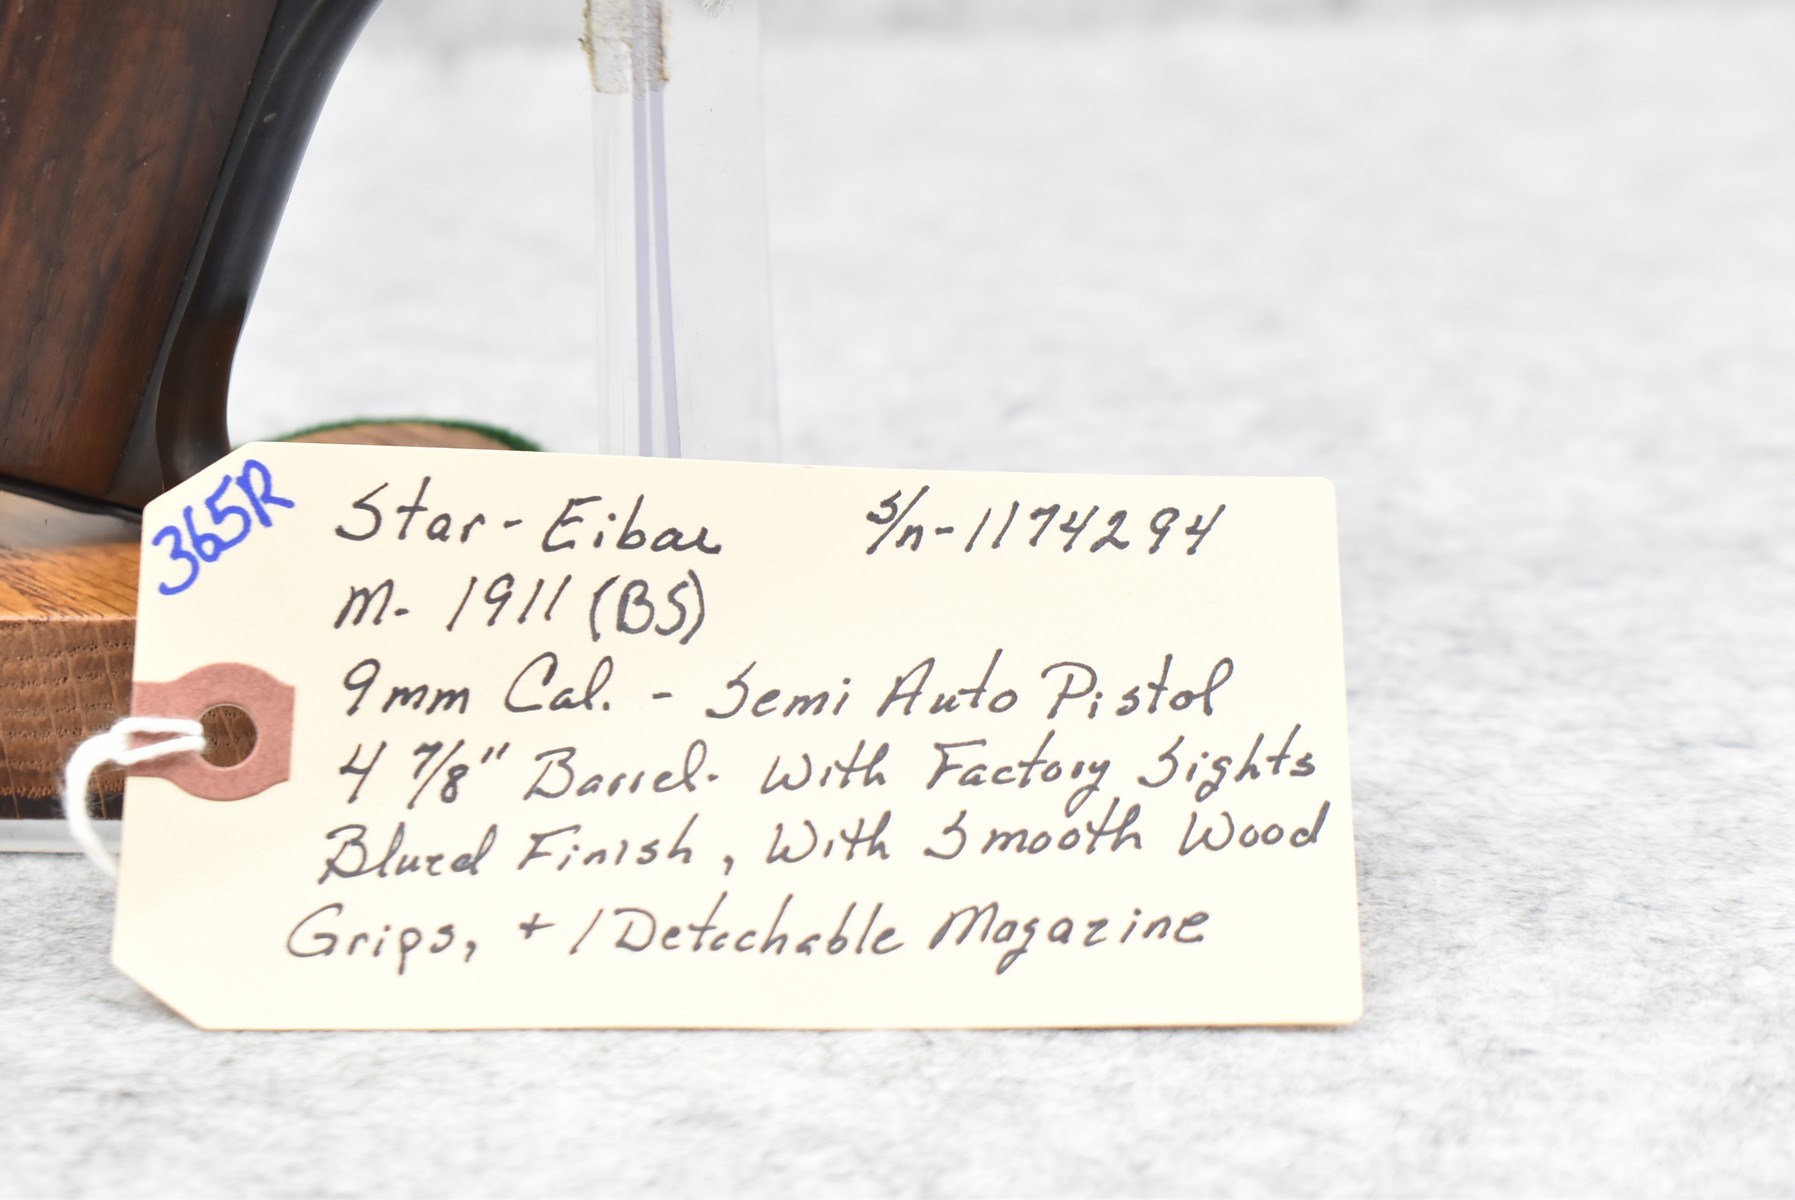 365R
Star - Eibar S/n - 1174294
M- 1911 (BS)
9mm Cal. - Semi Auto Pistol
4 7/8" Barrel - With Factory Sights
Blued Finish, With Smooth Wood
Grips, + 1 Detachable Magazine